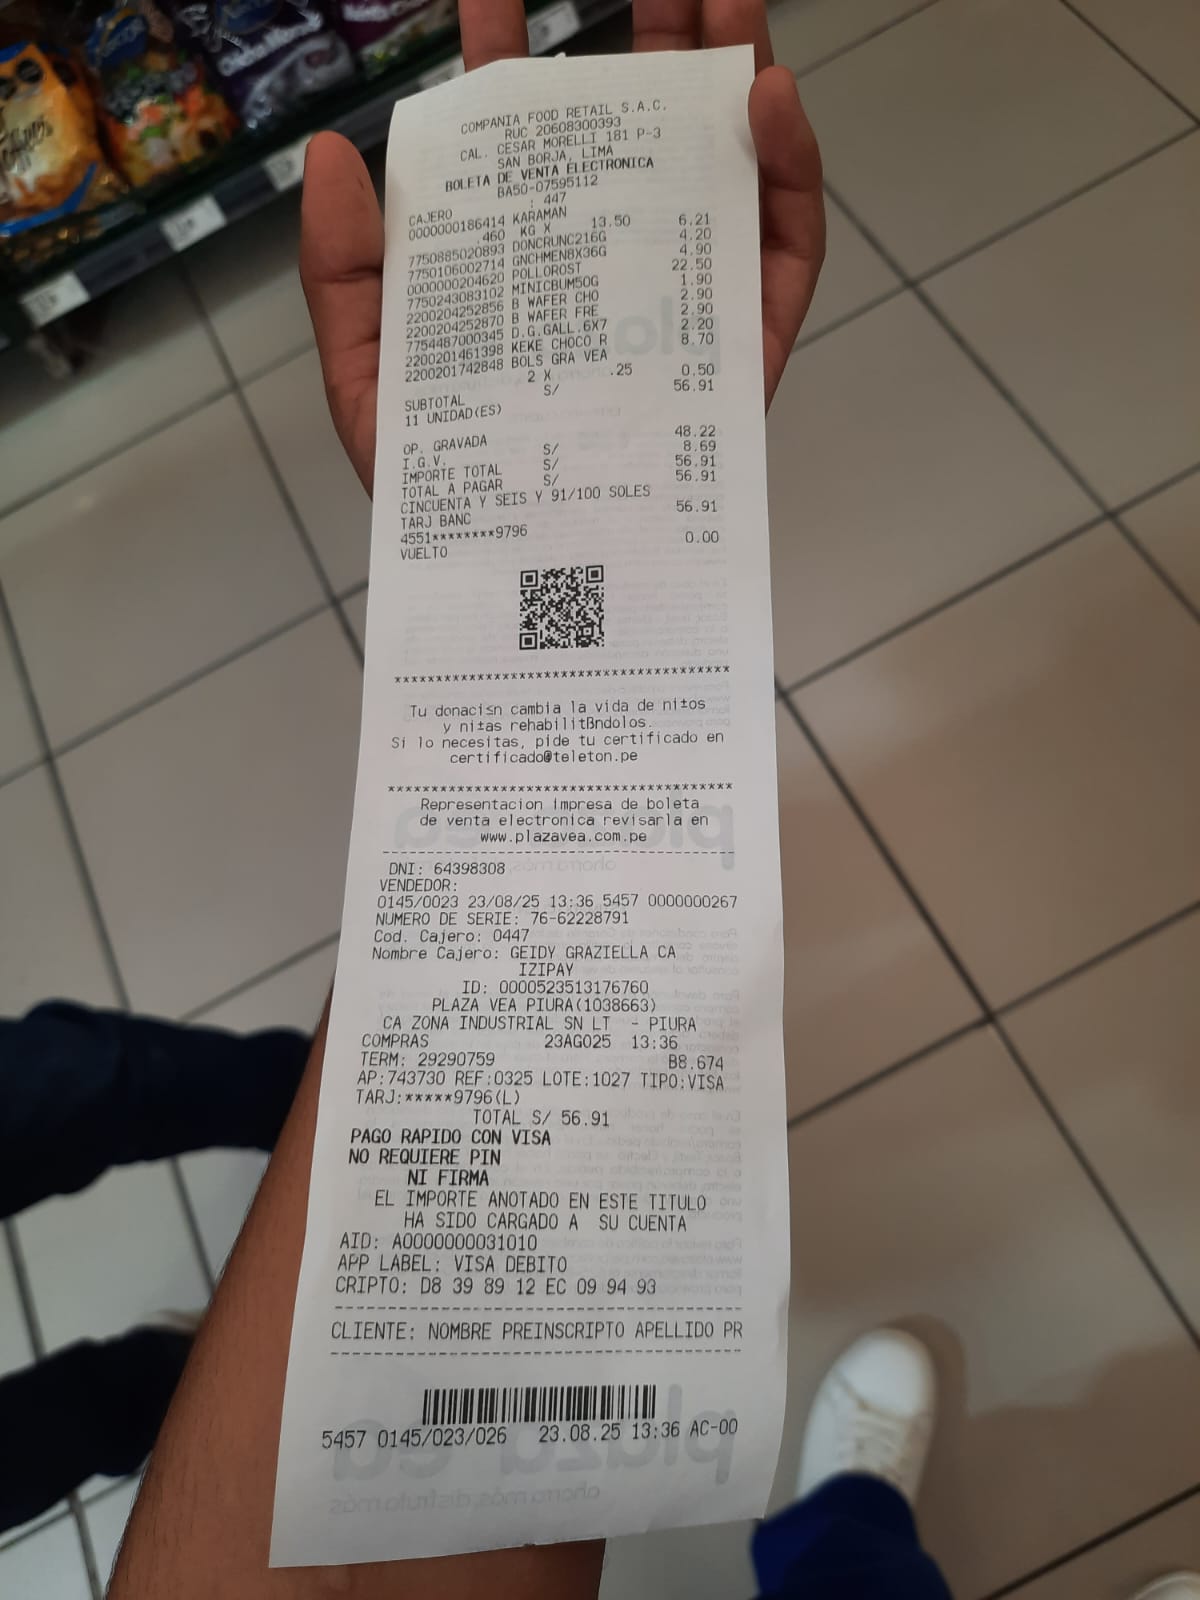 COMPANIA FOOD RETAIL S.A.C.
RUC 20608300393
CAL. CESAR MORELLI 181 P-3
SAN BORJA, LIMA
BOLETA DE VENTA ELECTRONICA
BA50-07595112
CAJERO : 447
0000000186414 KARAMAN
.460 KG X 13.50 6.21
7750885020893 DONCRUNC216G 4.20
7750106002714 GNCHMEN8X36G 4.90
0000000204620 POLLOROST 22.50
7750243083102 MINICBUM50G 1.90
2200204252856 B WAFER CHO 2.90
2200204252870 B WAFER FRE 2.90
7754487000345 D.G.GALL.6X7 2.20
2200201461398 KEKE CHOCO R 8.70
2200201742848 BOLS GRA VEA
2 X .25 0.50
SUBTOTAL S/ 56.91
11 UNIDAD(ES)
OP. GRAVADA 48.22
I.G.V. S/ 8.69
IMPORTE TOTAL S/ 56.91
TOTAL A PAGAR S/ 56.91
CINCUENTA Y SEIS Y 91/100 SOLES
TARJ BANC 56.91
4551********9796
VUELTO 0.00
***************************************
Tu donaci≤n cambia la vida de ni±os
y ni±as rehabilitßndolos.
Si lo necesitas, pide tu certificado en
certificado@teleton.pe
***************************************
Representacion impresa de boleta
de venta electronica revisarla en
www.plazavea.com.pe
DNI: 64398308
VENDEDOR:
0145/0023 23/08/25 13:36 5457 0000000267
NUMERO DE SERIE: 76-62228791
Cod. Cajero: 0447
Nombre Cajero: GEIDY GRAZIELLA CA
IZIPAY
ID: 0000523513176760
PLAZA VEA PIURA(1038663)
CA ZONA INDUSTRIAL SN LT - PIURA
COMPRAS 23AGO25 13:36
TERM: 29290759 B8.674
AP:743730 REF:0325 LOTE:1027 TIPO:VISA
TARJ:*****9796(L)
TOTAL S/ 56.91
PAGO RAPIDO CON VISA
NO REQUIERE PIN
NI FIRMA
EL IMPORTE ANOTADO EN ESTE TITULO
HA SIDO CARGADO A SU CUENTA
AID: A0000000031010
APP LABEL: VISA DEBITO
CRIPTO: D8 39 89 12 EC 09 94 93
CLIENTE: NOMBRE PREINSCRIPTO APELLIDO PR
5457 0145/023/026 23.08.25 13:36 AC-00